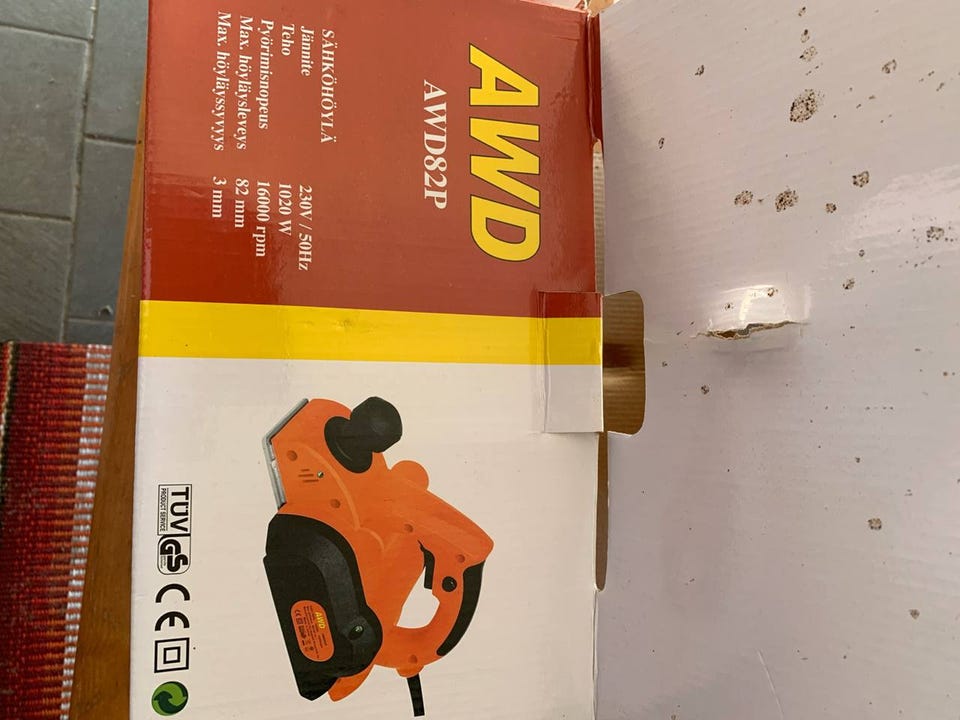 AWD
AWD82P
SÄHKÖHÖYLÄ
Jännite 230V / 50Hz
Teho 1020 W
Pyörimisnopeus 16000 rpm
Max. höyläysleveys 82 mm
Max. höyläyssyvyys 3 mm
AWD
TÜV
PRODUCT SERVICE
GS
CE